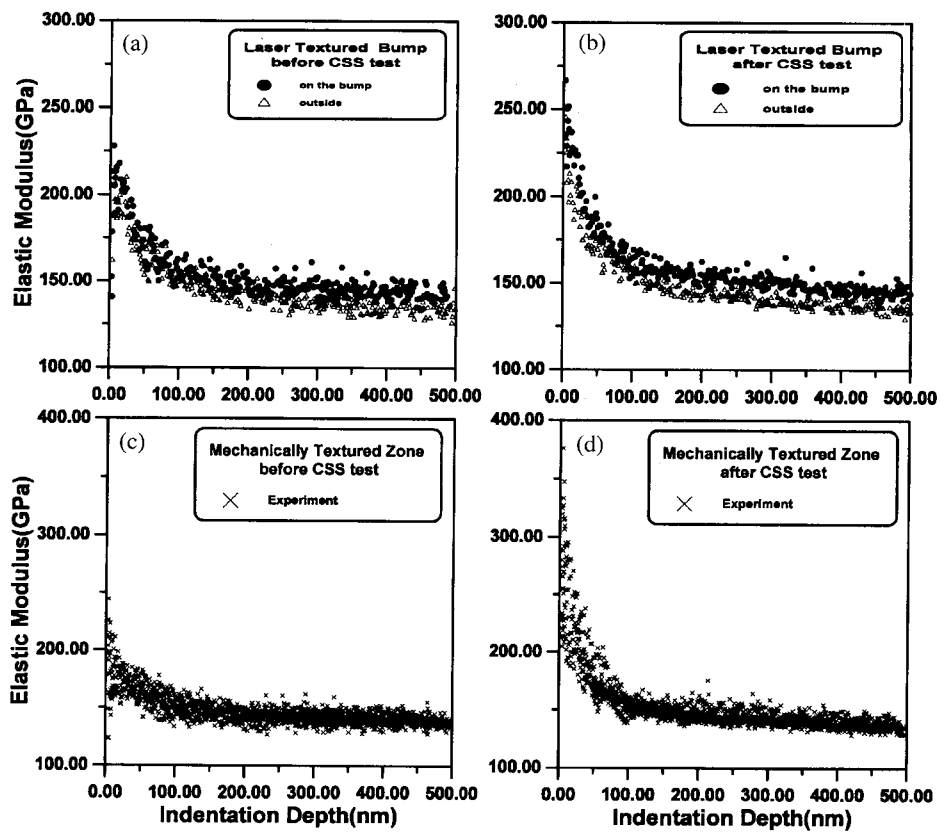 (a)
Laser Textured Bump
before CSS test
on the bump
outside
Elastic Modulus(GPa)
300.00
250.00
200.00
150.00
100.00
0.00 100.00 200.00 300.00 400.00 500.00
(b)
Laser Textured Bump
after CSS test
on the bump
outside
300.00
250.00
200.00
150.00
100.00
0.00 100.00 200.00 300.00 400.00 500.00
(c)
Mechanically Textured Zone
before CSS test
Experiment
Elastic Modulus(GPa)
400.00
300.00
200.00
100.00
0.00 100.00 200.00 300.00 400.00 500.00
Indentation Depth(nm)
(d)
Mechanically Textured Zone
after CSS test
Experiment
400.00
300.00
200.00
100.00
0.00 100.00 200.00 300.00 400.00 500.00
Indentation Depth(nm)